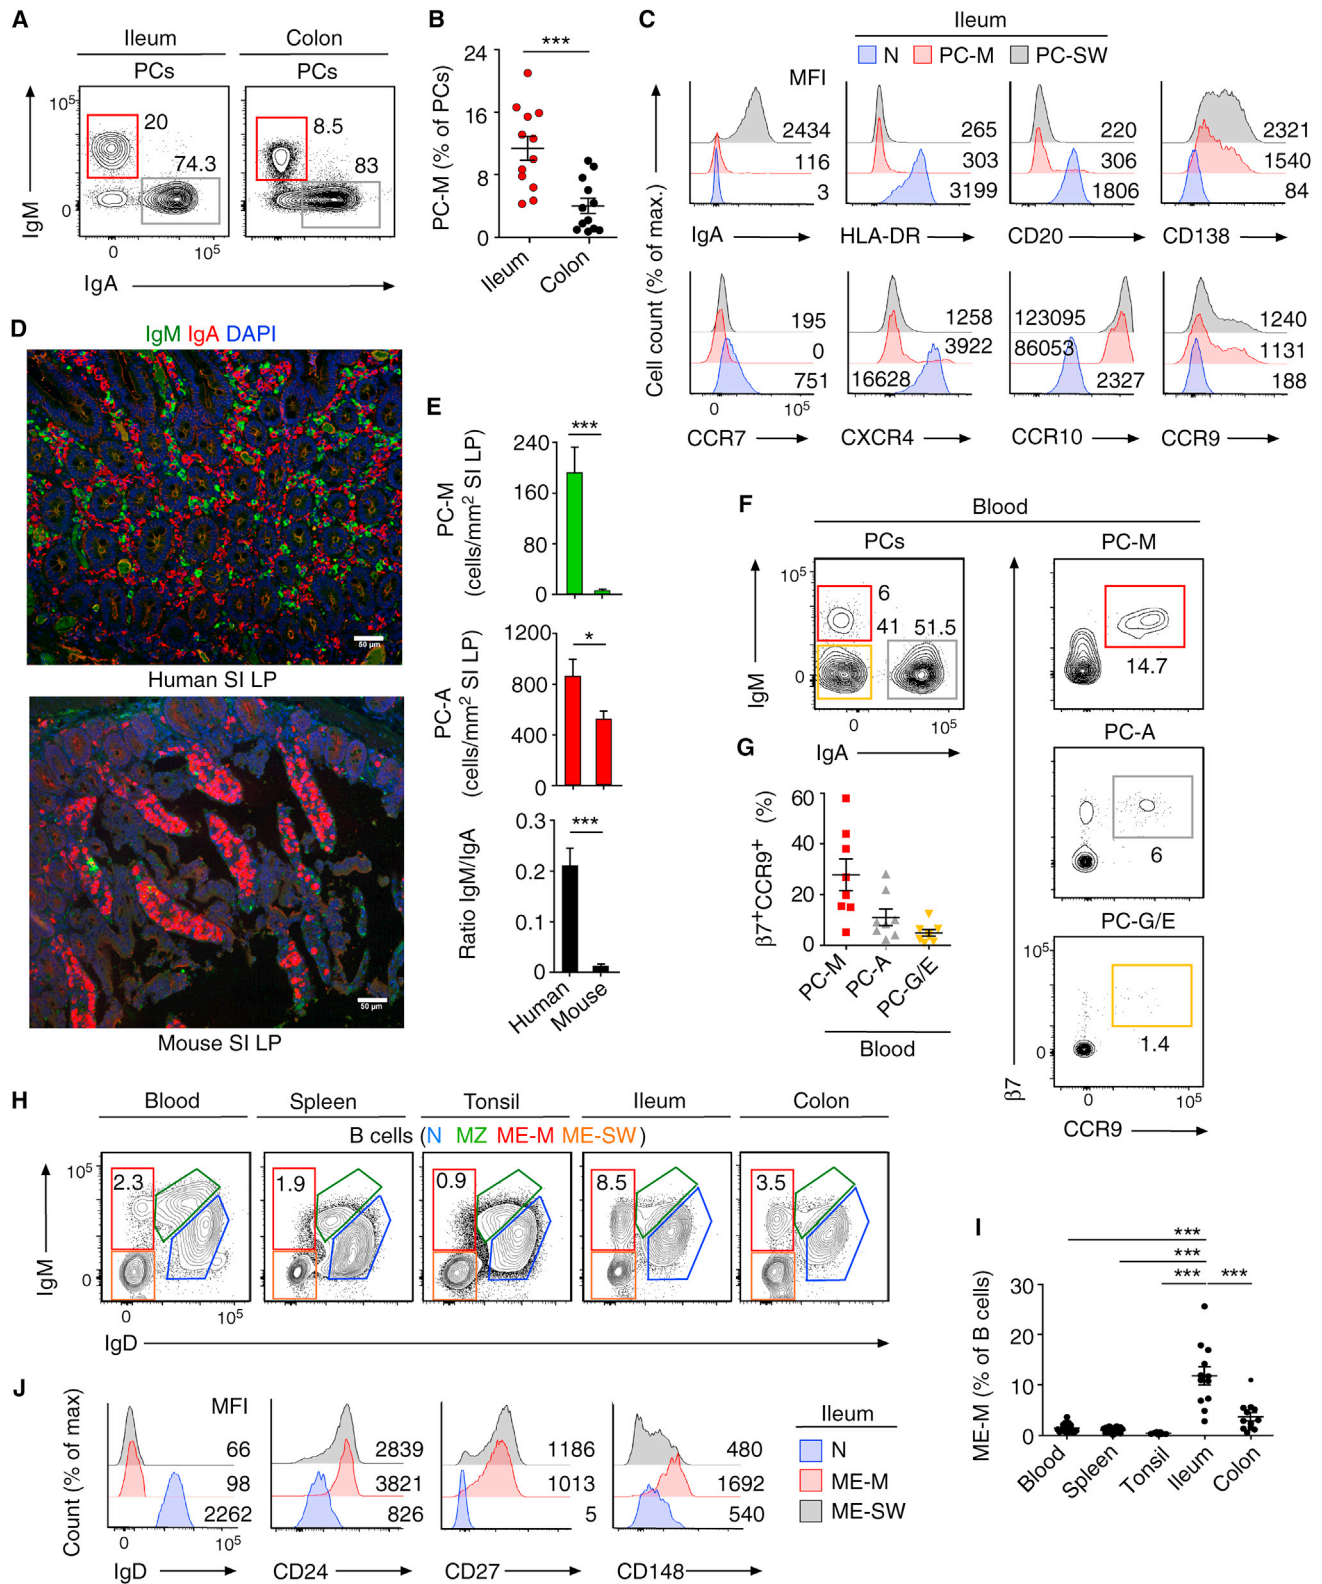 A
Ileum
Colon
PCs
PCs
10⁵
20
74.3
8.5
83
0
IgM
0
10⁵
IgA
B
24
16
8
0
***
PC-M (% of PCs)
Ileum
Colon
C
Ileum
N
PC-M
PC-SW
MFI
Cell count (% of max.)
2434
116
3
265
303
3199
220
306
1806
2321
1540
84
IgA
HLA-DR
CD20
CD138
195
0
751
1258
3922
16628
123095
86053
2327
1240
1131
188
0
10⁵
CCR7
CXCR4
CCR10
CCR9
D
IgM IgA DAPI
50 µm
Human SI LP
50 µm
Mouse SI LP
E
PC-M
(cells/mm² SI LP)
240
160
80
0
***
PC-A
(cells/mm² SI LP)
1200
800
400
0
*
Ratio IgM/IgA
0.3
0.2
0.1
0
***
Human
Mouse
F
Blood
PCs
10⁵
6
41
51.5
0
IgM
0
10⁵
IgA
PC-M
14.7
PC-A
6
PC-G/E
10⁵
1.4
0
β7
0
10⁵
CCR9
G
β7⁺CCR9⁺ (%)
60
40
20
0
PC-M
PC-A
PC-G/E
Blood
H
Blood
Spleen
Tonsil
Ileum
Colon
B cells (N MZ ME-M ME-SW)
10⁵
2.3
1.9
0.9
8.5
3.5
0
IgM
0
10⁵
IgD
I
***
***
***
***
ME-M (% of B cells)
30
20
10
0
Blood
Spleen
Tonsil
Ileum
Colon
J
Count (% of max)
MFI
66
98
2262
2839
3821
826
1186
1013
5
480
1692
540
0
10⁵
IgD
CD24
CD27
CD148
Ileum
N
ME-M
ME-SW